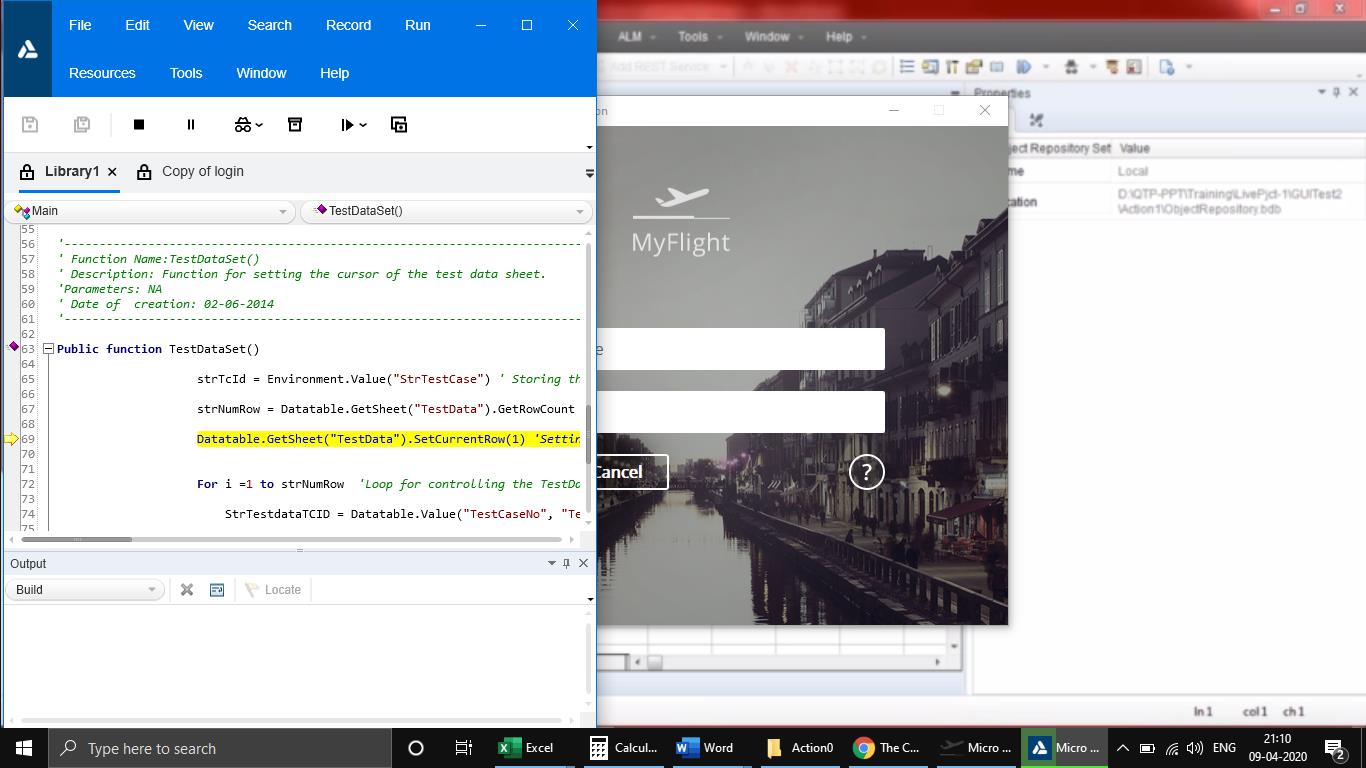 File Edit View Search Record Run
Resources Tools Window Help
ALM Tools Window Help
Add REST Service
Properties
Library1 × Copy of login
Main TestDataSet()
ject Repository Set Value
me Local
cation D:\QTP-PPT\Training\LivePjct-1\GUITest2
\Action1\ObjectRepository.bdb
on
MyFlight
e
Cancel ?
55
56 '--------------------------------------------------------------------------
57 ' Function Name:TestDataSet()
58 ' Description: Function for setting the cursor of the test data sheet.
59 'Parameters: NA
60 ' Date of creation: 02-06-2014
61 '--------------------------------------------------------------------------
62
63 Public function TestDataSet()
64
65 strTcId = Environment.Value("StrTestCase") ' Storing th
66
67 strNumRow = Datatable.GetSheet("TestData").GetRowCount
68
69 Datatable.GetSheet("TestData").SetCurrentRow(1) 'Settin
70
71
72 For i =1 to strNumRow 'Loop for controlling the TestDa
73
74 StrTestdataTCID = Datatable.Value("TestCaseNo", "Te
75
Output
Build Locate
ln 1 col 1 ch 1
Type here to search Excel Calcul... Word Action0 The C... Micro ... Micro ... ENG 21:10
09-04-2020 2